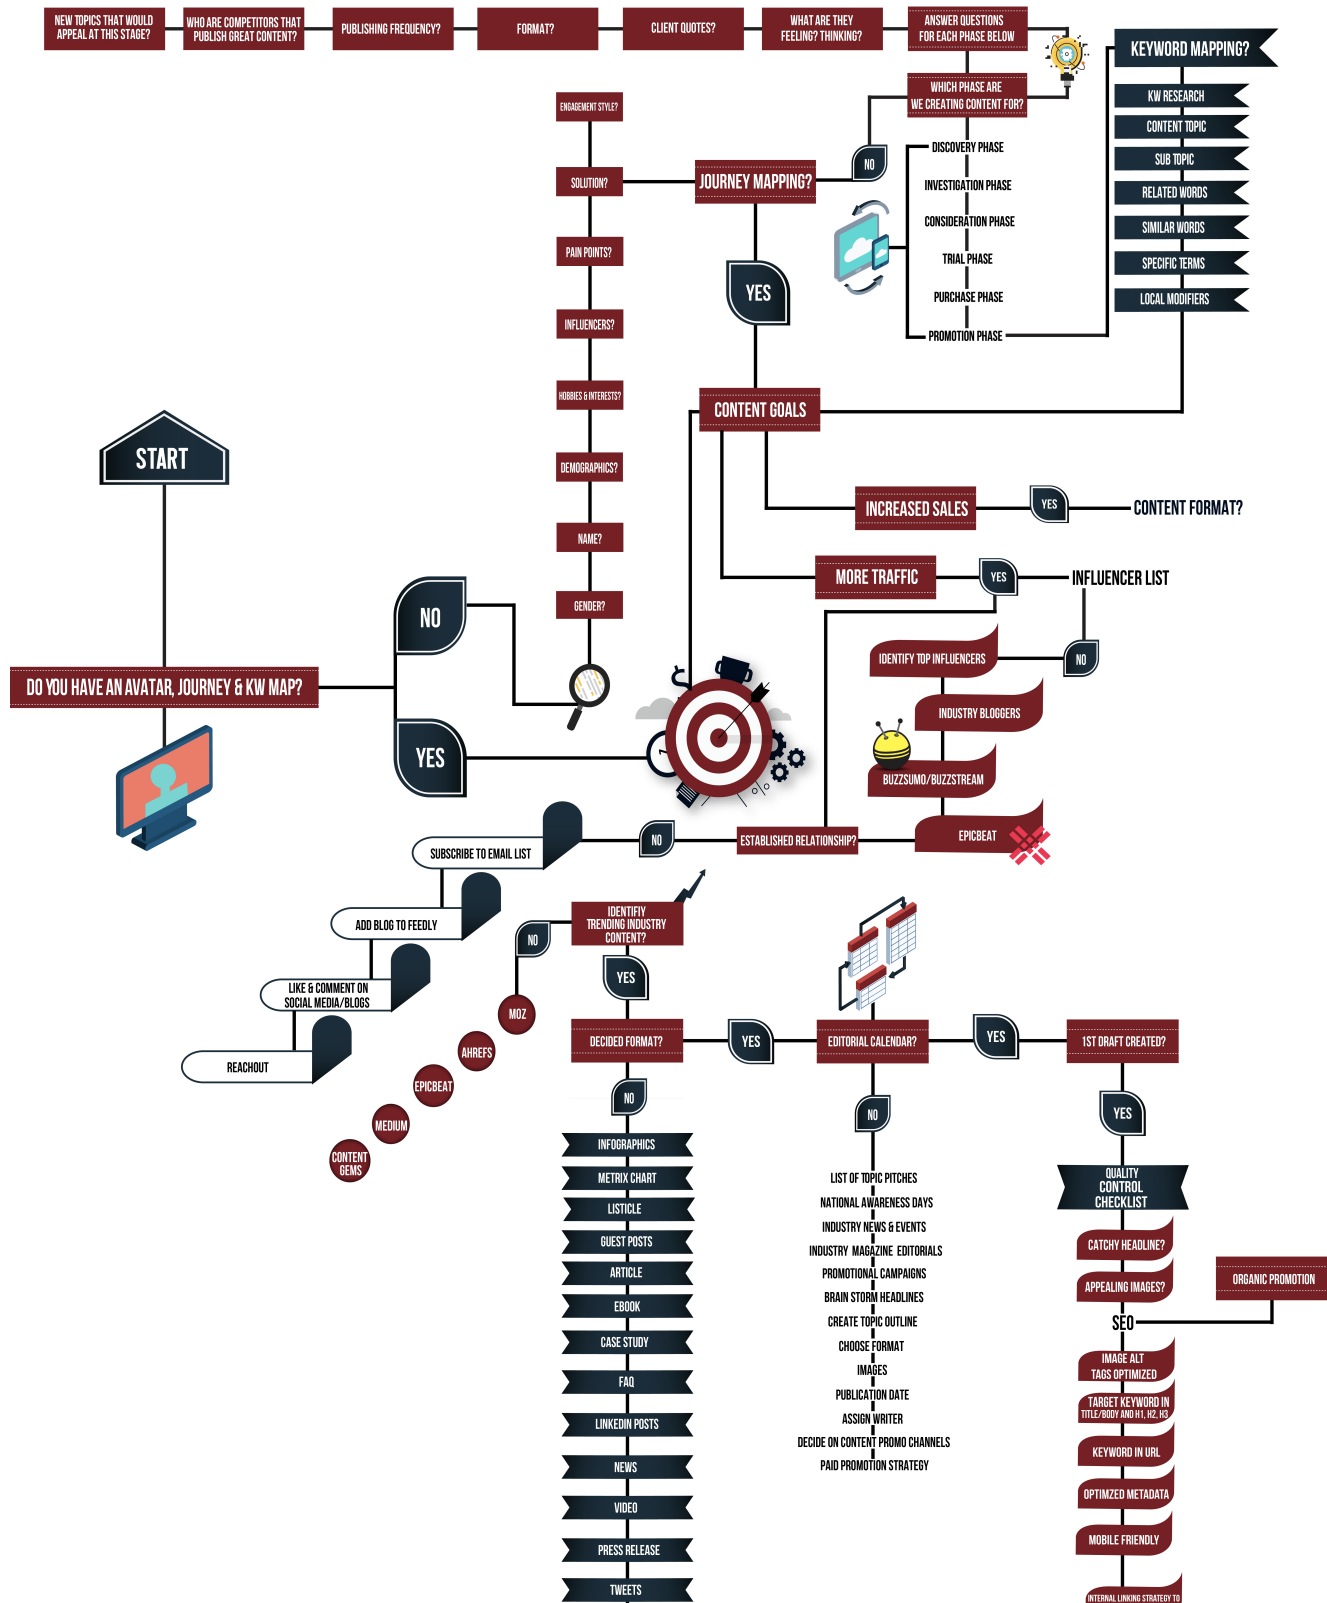 NEW TOPICS THAT WOULD
APPEAL AT THIS STAGE?
WHO ARE COMPETITORS THAT
PUBLISH GREAT CONTENT?
PUBLISHING FREQUENCY?
FORMAT?
CLIENT QUOTES?
WHAT ARE THEY
FEELING? THINKING?
ANSWER QUESTIONS
FOR EACH PHASE BELOW
WHICH PHASE ARE
WE CREATING CONTENT FOR?
KEYWORD MAPPING?
KW RESEARCH
CONTENT TOPIC
SUB TOPIC
RELATED WORDS
SIMILAR WORDS
SPECIFIC TERMS
LOCAL MODIFIERS
NO
DISCOVERY PHASE
INVESTIGATION PHASE
CONSIDERATION PHASE
TRIAL PHASE
PURCHASE PHASE
PROMOTION PHASE
JOURNEY MAPPING?
YES
ENGAGEMENT STYLE?
SOLUTION?
PAIN POINTS?
INFLUENCERS?
HOBBIES & INTERESTS?
DEMOGRAPHICS?
NAME?
GENDER?
CONTENT GOALS
INCREASED SALES
YES
CONTENT FORMAT?
MORE TRAFFIC
YES
INFLUENCER LIST
NO
IDENTIFY TOP INFLUENCERS
INDUSTRY BLOGGERS
BUZZSUMO/BUZZSTREAM
EPICBEAT
START
DO YOU HAVE AN AVATAR, JOURNEY & KW MAP?
NO
YES
%
ESTABLISHED RELATIONSHIP?
NO
SUBSCRIBE TO EMAIL LIST
ADD BLOG TO FEEDLY
LIKE & COMMENT ON
SOCIAL MEDIA/BLOGS
REACHOUT
IDENTIFIY
TRENDING INDUSTRY
CONTENT?
NO
MOZ
AHREFS
EPICBEAT
MEDIUM
CONTENT
GEMS
YES
DECIDED FORMAT?
YES
EDITORIAL CALENDAR?
YES
1ST DRAFT CREATED?
NO
INFOGRAPHICS
METRIX CHART
LISTICLE
GUEST POSTS
ARTICLE
EBOOK
CASE STUDY
FAQ
LINKEDIN POSTS
NEWS
VIDEO
PRESS RELEASE
TWEETS
NO
LIST OF TOPIC PITCHES
NATIONAL AWARENESS DAYS
INDUSTRY NEWS & EVENTS
INDUSTRY MAGAZINE EDITORIALS
PROMOTIONAL CAMPAIGNS
BRAIN STORM HEADLINES
CREATE TOPIC OUTLINE
CHOOSE FORMAT
IMAGES
PUBLICATION DATE
ASSIGN WRITER
DECIDE ON CONTENT PROMO CHANNELS
PAID PROMOTION STRATEGY
YES
QUALITY
CONTROL
CHECKLIST
CATCHY HEADLINE?
APPEALING IMAGES?
SEO
ORGANIC PROMOTION
IMAGE ALT
TAGS OPTIMIZED
TARGET KEYWORD IN
TITLE/BODY AND H1, H2, H3
KEYWORD IN URL
OPTIMZED METADATA
MOBILE FRIENDLY
INTERNAL LINKING STRATEGY TO